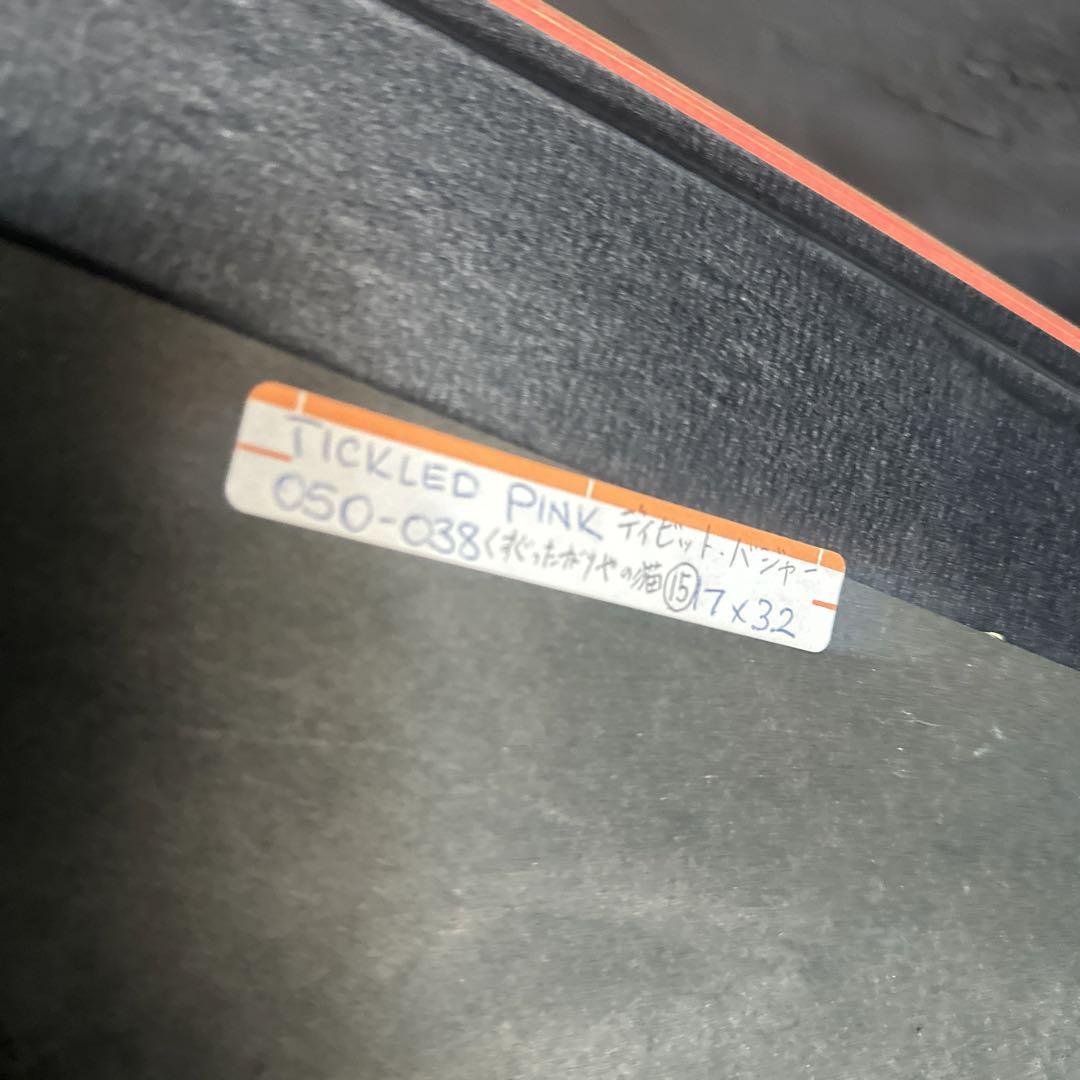 TICKLED PINK ディビット・バジャー
050-038くすぐったがりやの猫⑮17x32